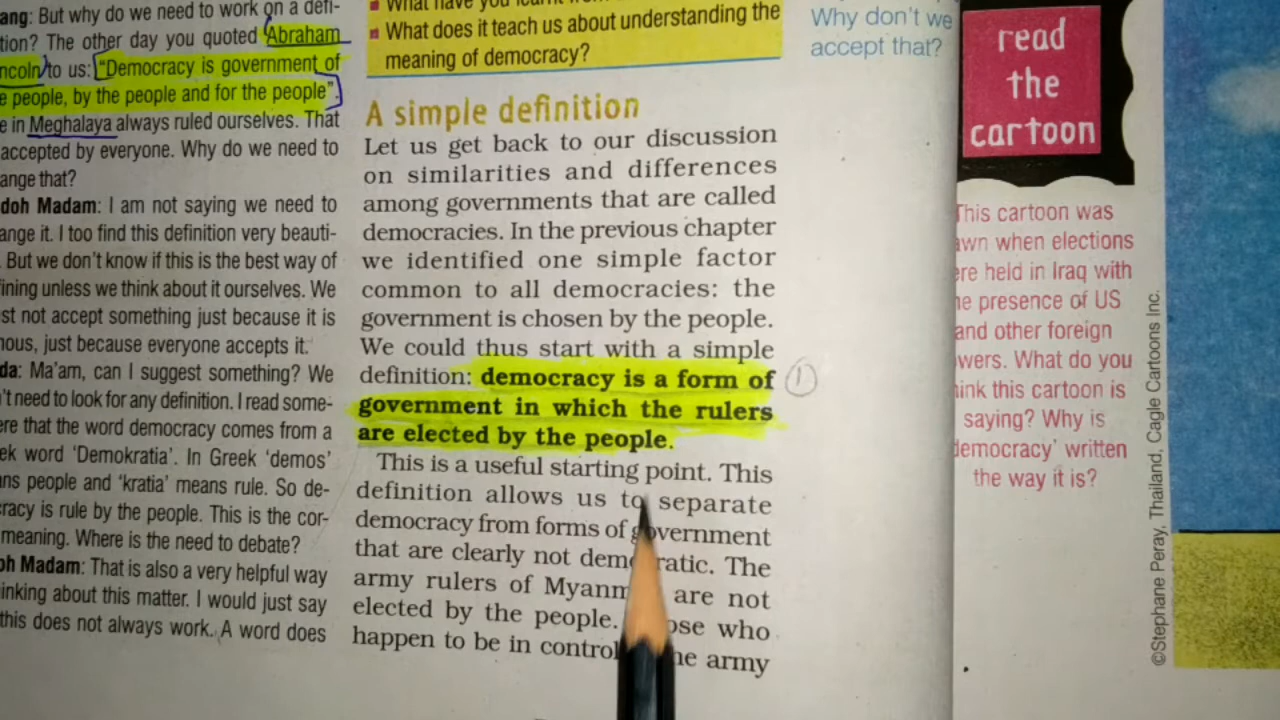 ang: But why do we need to work on a defi-
tion? The other day you quoted Abraham
ncoln to us: “Democracy is government of
e people, by the people and for the people”.
e in Meghalaya always ruled ourselves. That
accepted by everyone. Why do we need to
ange that?
doh Madam: I am not saying we need to
ange it. I too find this definition very beauti-
. But we don’t know if this is the best way of
fining unless we think about it ourselves. We
st not accept something just because it is
mous, just because everyone accepts it.
da: Ma’am, can I suggest something? We
’t need to look for any definition. I read some-
ere that the word democracy comes from a
ek word ‘Demokratia’. In Greek ‘demos’
ans people and ‘kratia’ means rule. So de-
cracy is rule by the people. This is the cor-
meaning. Where is the need to debate?
oh Madam: That is also a very helpful way
inking about this matter. I would just say
this does not always work. A word does
What does it teach us about understanding the
meaning of democracy?
A simple definition
Let us get back to our discussion
on similarities and differences
among governments that are called
democracies. In the previous chapter
we identified one simple factor
common to all democracies: the
government is chosen by the people.
We could thus start with a simple
definition: democracy is a form of
government in which the rulers
are elected by the people.
1
This is a useful starting point. This
definition allows us to separate
democracy from forms of government
that are clearly not democratic. The
army rulers of Myanm are not
elected by the people. ose who
happen to be in control he army
Why don’t we
accept that?
read
the
cartoon
This cartoon was
awn when elections
ere held in Iraq with
he presence of US
and other foreign
wers. What do you
hink this cartoon is
saying? Why is
‘democracy’ written
the way it is?
©Stephane Peray, Thailand, Cagle Cartoons Inc.